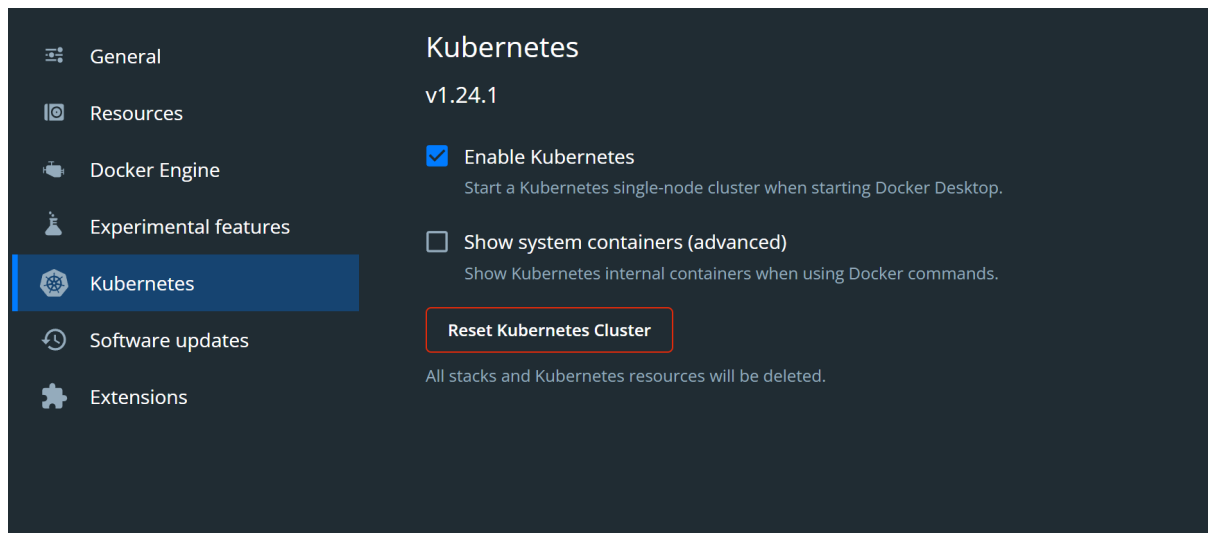 General
Resources
Docker Engine
Experimental features
Kubernetes
Software updates
Extensions
Kubernetes
v1.24.1
Enable Kubernetes
Start a Kubernetes single-node cluster when starting Docker Desktop.
Show system containers (advanced)
Show Kubernetes internal containers when using Docker commands.
Reset Kubernetes Cluster
All stacks and Kubernetes resources will be deleted.